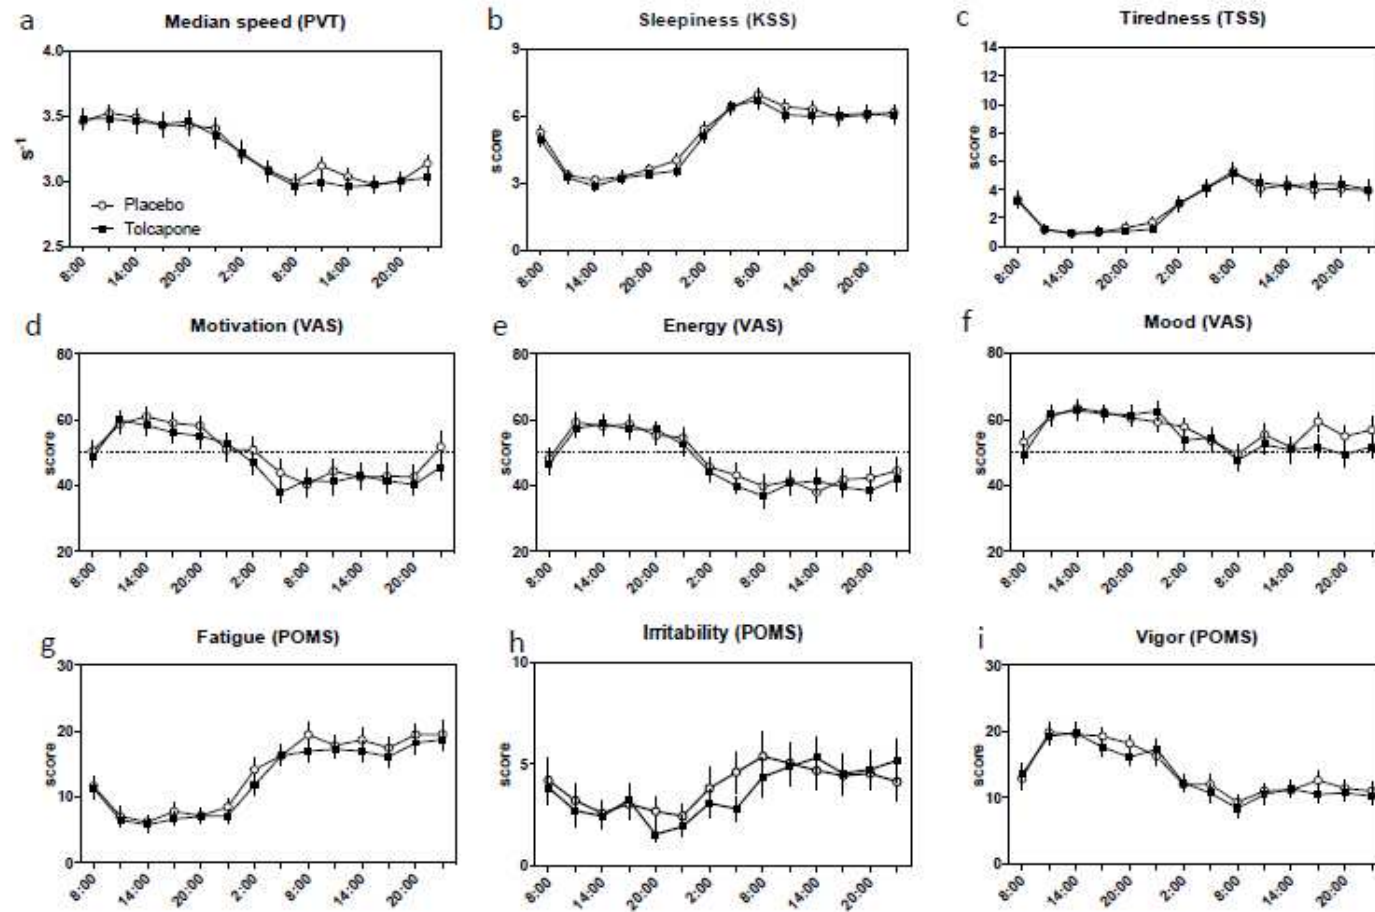 a Median speed (PVT)
4.0
3.5
3.0
2.5
s⁻¹
Placebo
Tolcapone
8:00 14:00 20:00 2:00 8:00 14:00 20:00
b Sleepiness (KSS)
9
6
3
0
score
8:00 14:00 20:00 2:00 8:00 14:00 20:00
c Tiredness (TSS)
14
12
10
8
6
4
2
0
score
8:00 14:00 20:00 2:00 8:00 14:00 20:00
d Motivation (VAS)
80
60
40
20
score
8:00 14:00 20:00 2:00 8:00 14:00 20:00
e Energy (VAS)
80
60
40
20
score
8:00 14:00 20:00 2:00 8:00 14:00 20:00
f Mood (VAS)
80
60
40
20
score
8:00 14:00 20:00 2:00 8:00 14:00 20:00
g Fatigue (POMS)
30
20
10
0
score
8:00 14:00 20:00 2:00 8:00 14:00 20:00
h Irritability (POMS)
10
5
0
score
8:00 14:00 20:00 2:00 8:00 14:00 20:00
i Vigor (POMS)
30
20
10
0
score
8:00 14:00 20:00 2:00 8:00 14:00 20:00